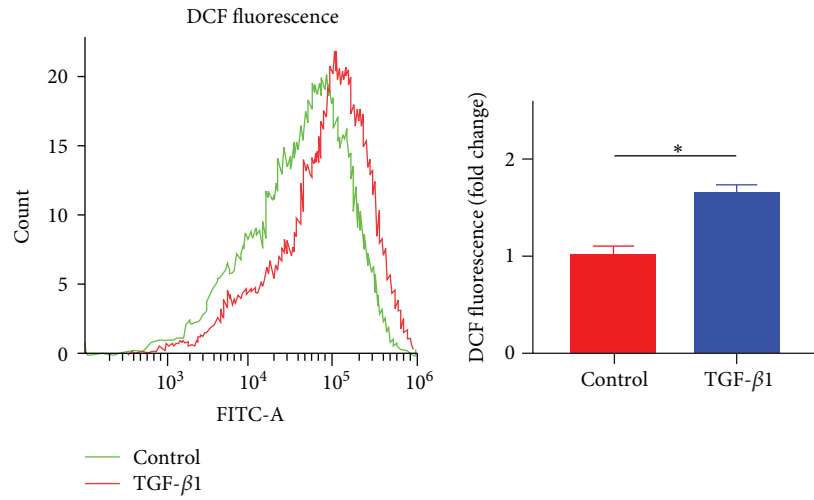 DCF fluorescence
Count
20
15
10
5
0
10³
10⁴
10⁵
10⁶
FITC-A
Control
TGF-β1
DCF fluorescence (fold change)
2
1
0
*
Control
TGF-β1